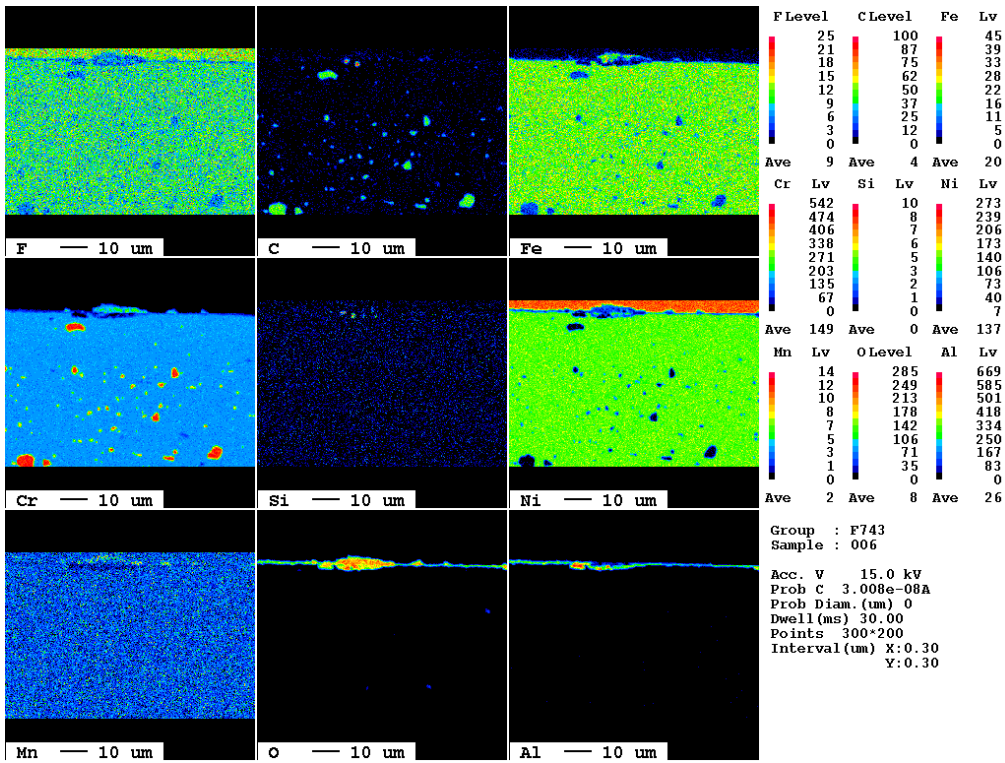 F 10 um
C 10 um
Fe 10 um
Cr 10 um
Si 10 um
Ni 10 um
Mn 10 um
O 10 um
Al 10 um
F Level C Level Fe Lv
25 100 45
21 87 39
18 75 33
15 62 28
12 50 22
9 37 16
6 25 11
3 12 5
0 0 0
Ave 9 Ave 4 Ave 20
Cr Lv Si Lv Ni Lv
542 10 273
474 8 239
406 7 206
338 6 173
271 5 140
203 3 106
135 2 73
67 1 40
0 0 7
Ave 149 Ave 0 Ave 137
Mn Lv O Level Al Lv
14 285 669
12 249 585
10 213 501
8 178 418
7 142 334
5 106 250
3 71 167
1 35 83
0 0 0
Ave 2 Ave 8 Ave 26
Group : F743
Sample : 006
Acc. V 15.0 kV
Prob C 3.008e-08A
Prob Diam.(um) 0
Dwell(ms) 30.00
Points 300*200
Interval(um) X:0.30
Y:0.30